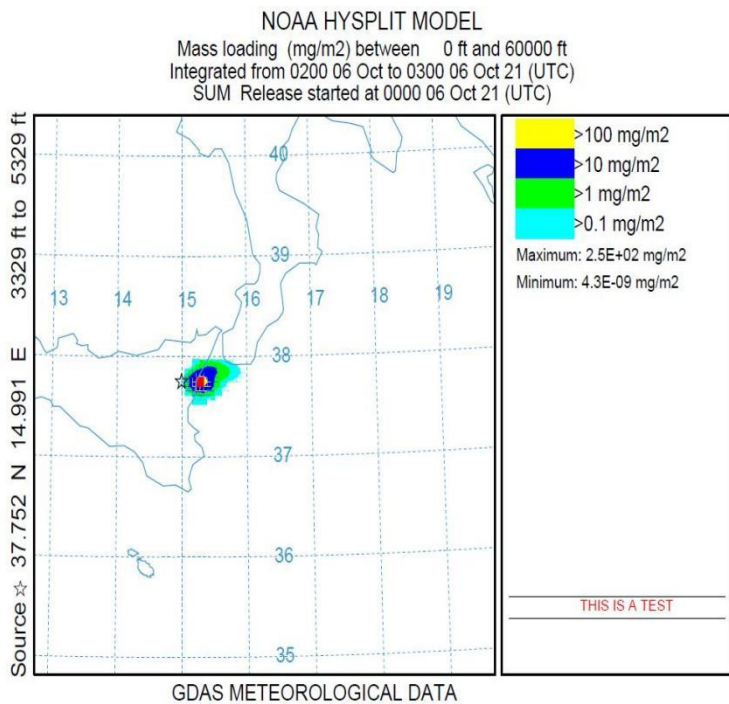 NOAA HYSPLIT MODEL
Mass loading (mg/m2) between 0 ft and 60000 ft
Integrated from 0200 06 Oct to 0300 06 Oct 21 (UTC)
SUM Release started at 0000 06 Oct 21 (UTC)
Source ☆ 37.752 N 14.991 E 3329 ft to 5329 ft
40
39
13 14 15 16 17 18 19
38
37
36
35
>100 mg/m2
>10 mg/m2
>1 mg/m2
>0.1 mg/m2
Maximum: 2.5E+02 mg/m2
Minimum: 4.3E-09 mg/m2
THIS IS A TEST
GDAS METEOROLOGICAL DATA